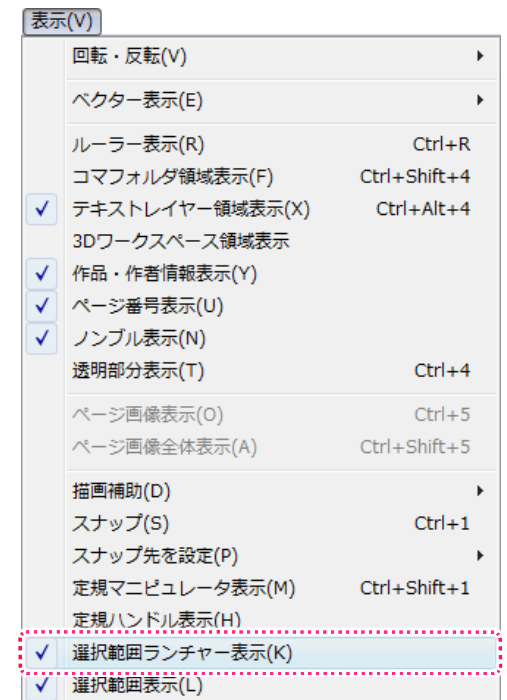 表示(V)
回転・反転(V)
ベクター表示(E)
ルーラー表示(R) Ctrl+R
コマフォルダ領域表示(F) Ctrl+Shift+4
テキストレイヤー領域表示(X) Ctrl+Alt+4
3Dワークスペース領域表示
作品・作者情報表示(Y)
ページ番号表示(U)
ノンブル表示(N)
透明部分表示(T) Ctrl+4
ページ画像表示(O) Ctrl+5
ページ画像全体表示(A) Ctrl+Shift+5
描画補助(D)
スナップ(S) Ctrl+1
スナップ先を設定(P)
定規マニピュレータ表示(M) Ctrl+Shift+1
定規ハンドル表示(H)
選択範囲ランチャー表示(K)
選択範囲表示(L)